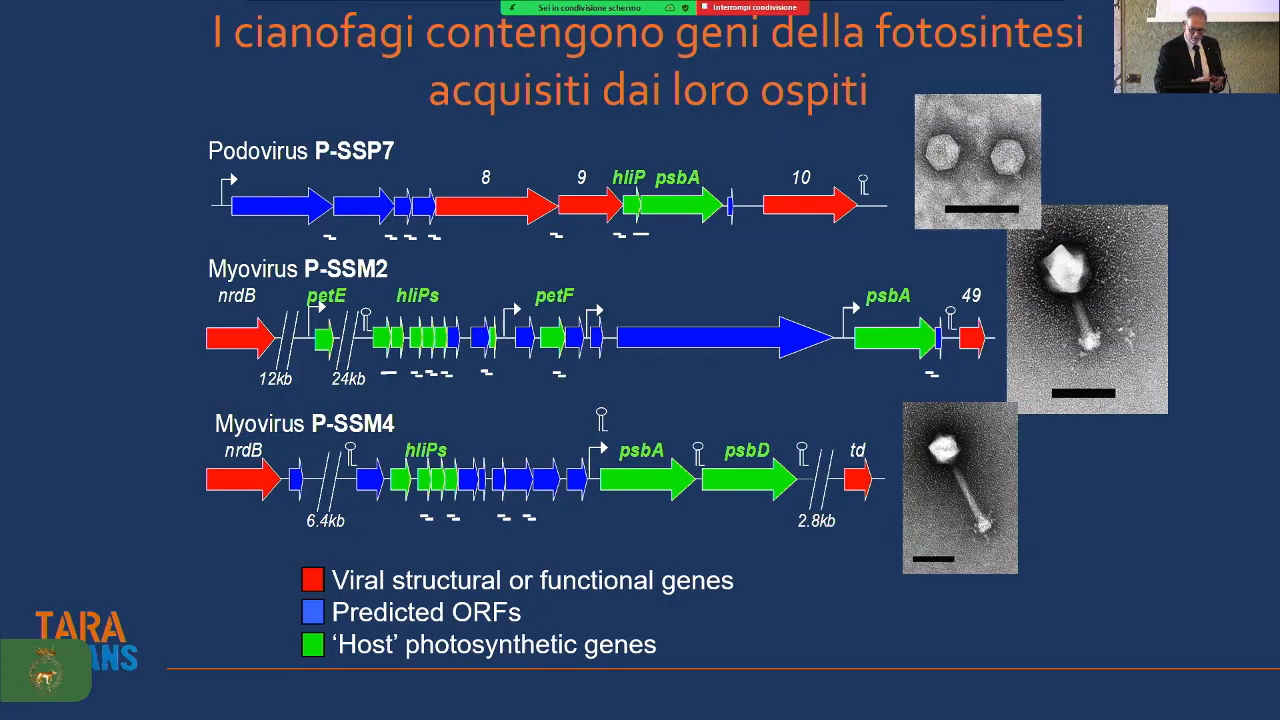 Sei in condivisione schermo
Interrompi condivisione
I cianofagi contengono geni della fotosintesi
acquisiti dai loro ospiti
Podovirus P-SSP7
8 9 hliP psbA 10
Myovirus P-SSM2
nrdB petE hliPs petF psbA 49
12kb 24kb
Myovirus P-SSM4
nrdB hliPs psbA psbD td
6.4kb 2.8kb
Viral structural or functional genes
Predicted ORFs
‘Host’ photosynthetic genes
TARA
ANS